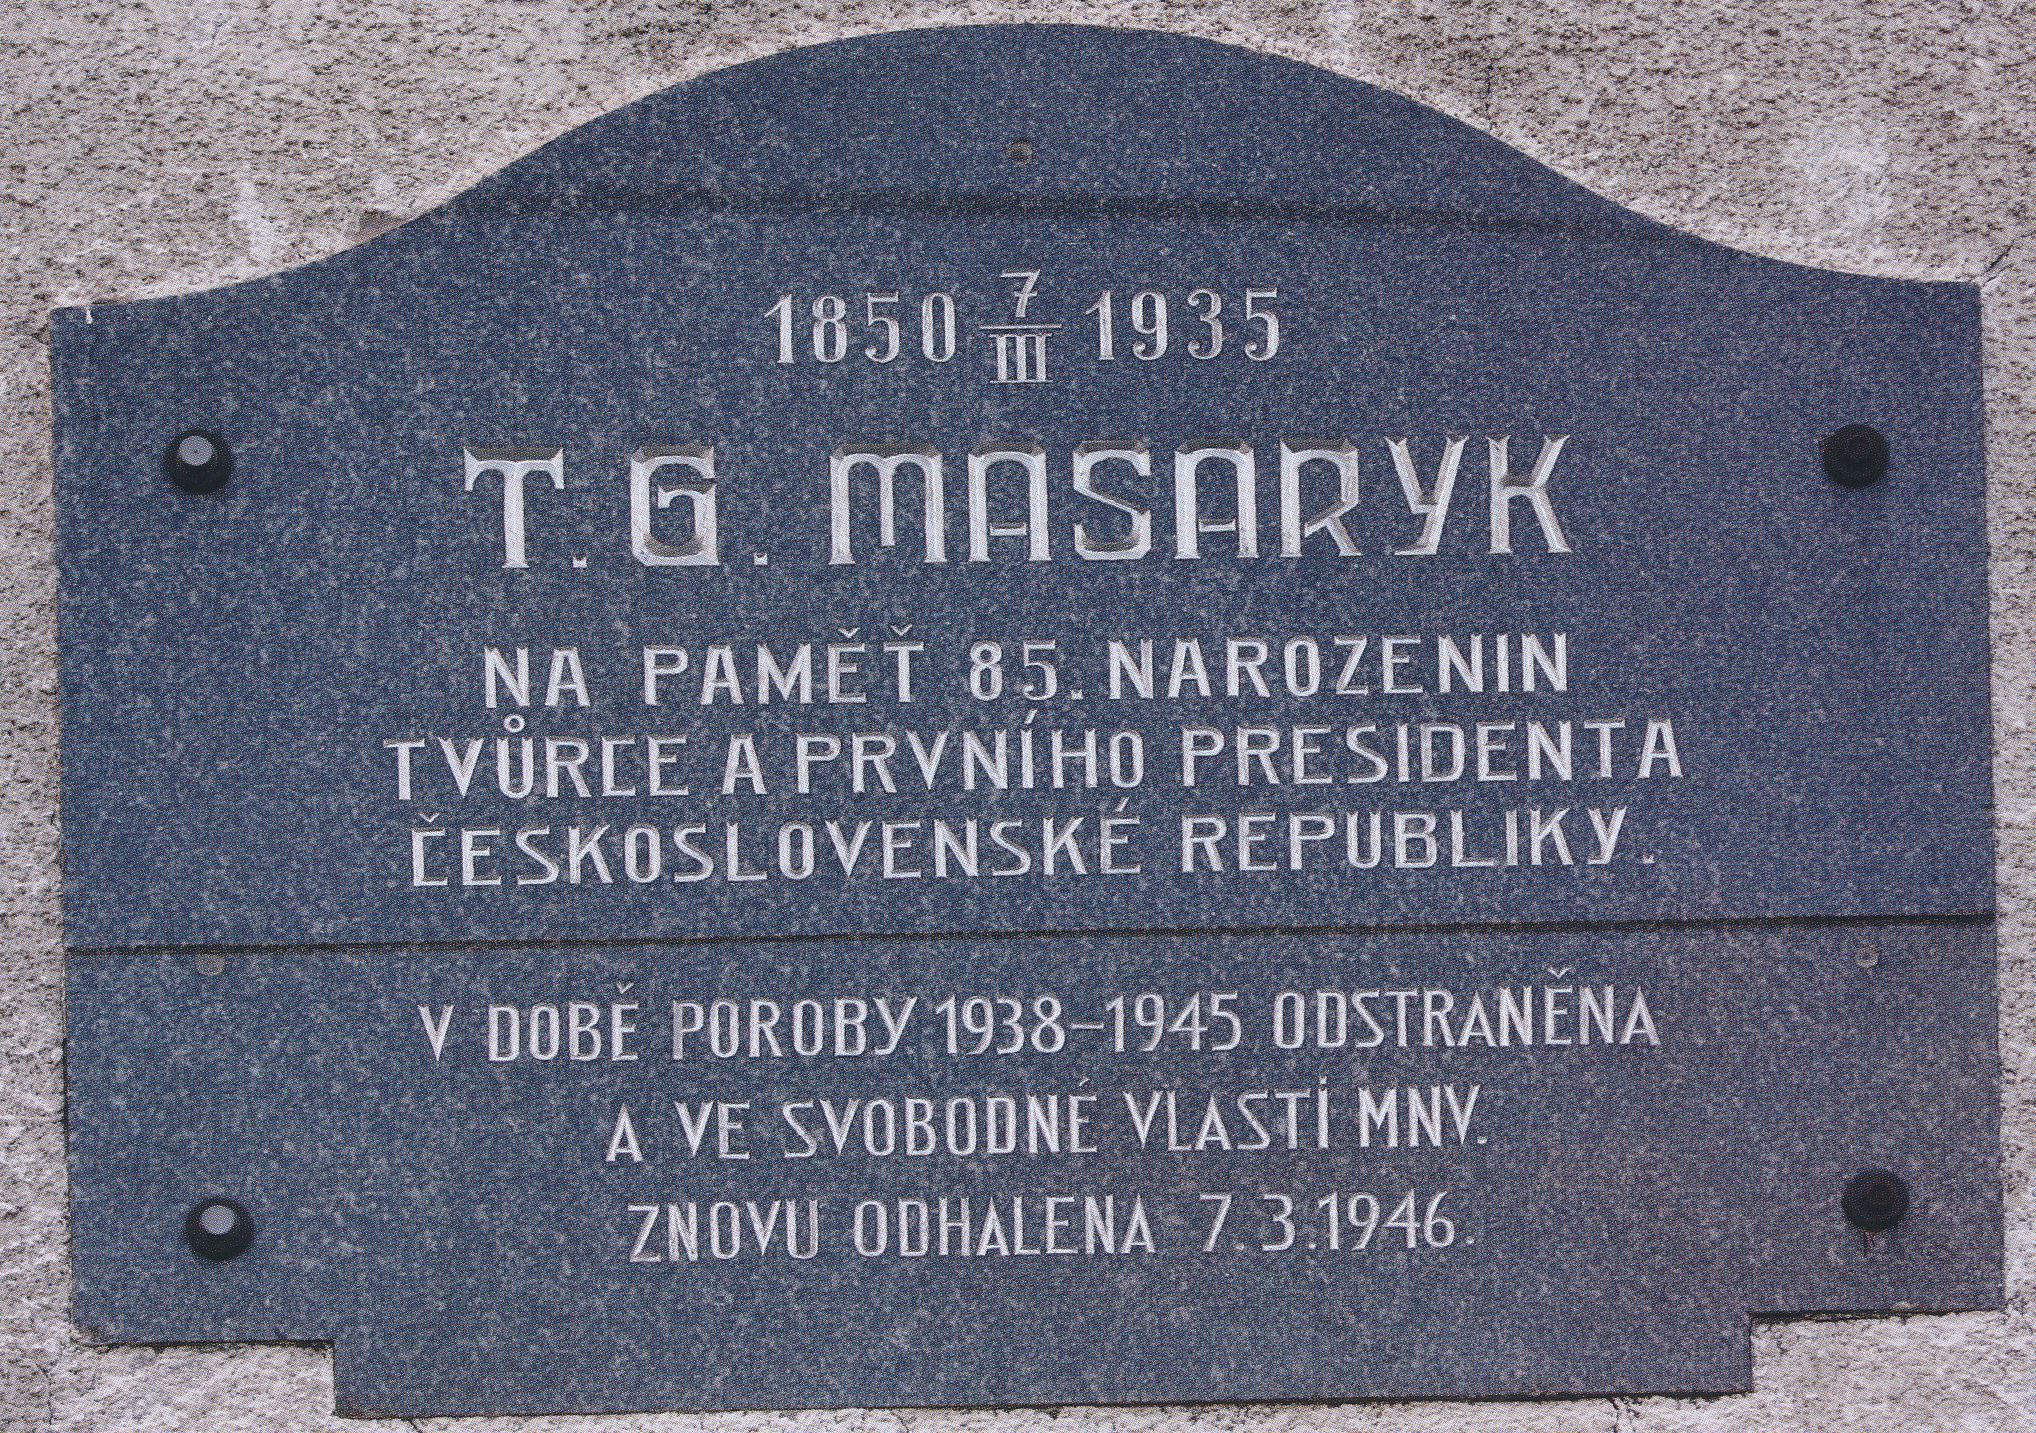 1850 7/III 1935
T. G. MASARYK
NA PAMĚŤ 85. NAROZENIN
TVŮRCE A PRVNÍHO PRESIDENTA
ČESKOSLOVENSKÉ REPUBLIKY.
V DOBĚ POROBY 1938-1945 ODSTRANĚNA
A VE SVOBODNÉ VLASTÍ MNV.
ZNOVU ODHALENA 7.3.1946.